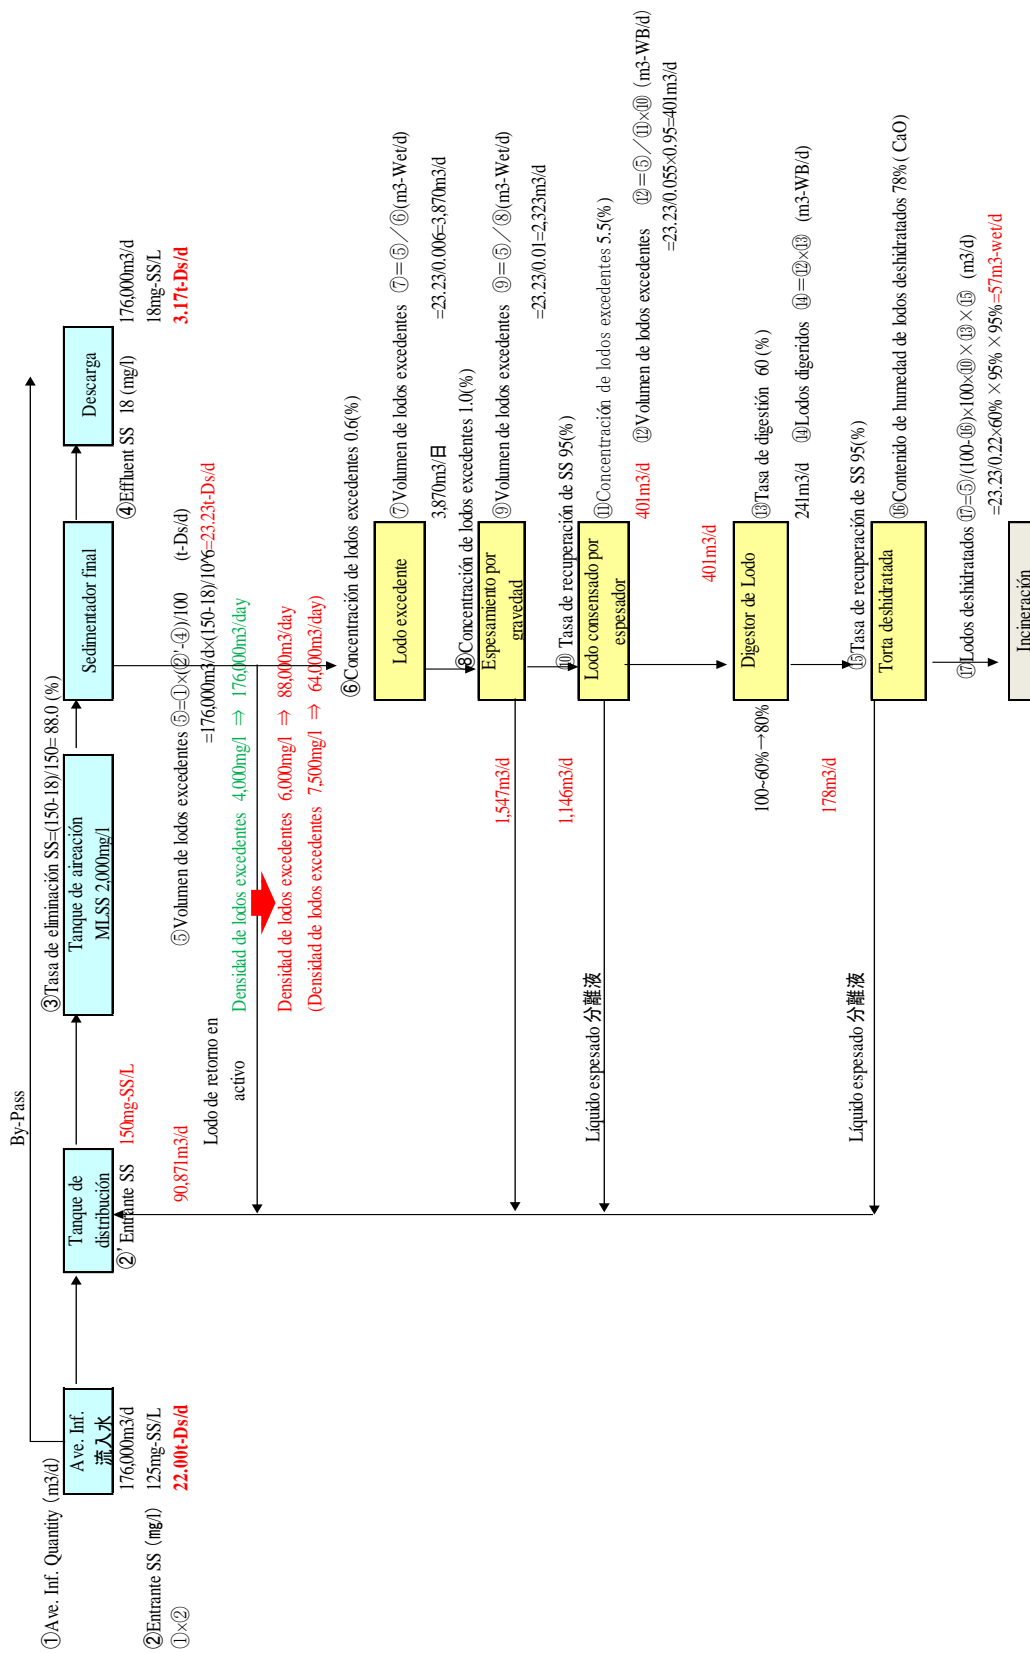 By-Pass
①Ave. Inf. Quantity (m3/d)
Ave. Inf.
流入水
176,000m3/d
②Entrante SS (mg/l) 125mg-SS/L
①×② 22.00t-Ds/d
Tanque de
distribución
②' Entrante SS 150mg-SS/L
90,871m3/d
③Tasa de eliminación SS=(150-18)/150= 88.0 (%)
Tanque de aireación
MLSS 2,000mg/l
Sedimentador final
④Effluent SS 18 (mg/l)
Descarga
176,000m3/d
18mg-SS/L
3.17t-Ds/d
⑤Volumen de lodos excedentes ⑤=①×(②'-④)/100 (t-Ds/d)
=176,000m3/d×(150-18)/10^6=23.23t-Ds/d
Lodo de retorno en
activo
Densidad de lodos excedentes 4,000mg/l ⇒ 176,000m3/day
Densidad de lodos excedentes 6,000mg/l ⇒ 88,000m3/day
(Densidad de lodos excedentes 7,500mg/l ⇒ 64,000m3/day)
⑥Concentración de lodos excedentes 0.6(%)
Lodo excedente
⑦Volumen de lodos excedentes ⑦=⑤／⑥(m3-Wet/d)
3,870m3/日 =23.23/0.006=3,870m3/d
⑧Concentración de lodos excedentes 1.0(%)
Espesamiento por
gravedad
⑨Volumen de lodos excedentes ⑨=⑤／⑧(m3-Wet/d)
=23.23/0.01=2,323m3/d
1,547m3/d
⑩ Tasa de recuperación de SS 95(%)
1,146m3/d
Lodo consensado por
espesador
⑪Concentración de lodos excedentes 5.5(%)
Líquido espesado 分離液
401m3/d ⑫Volumen de lodos excedentes ⑫=⑤／⑪×⑩ (m3-WB/d)
=23.23/0.055×0.95=401m3/d
401m3/d
Digestor de Lodo
⑬Tasa de digestión 60 (%)
100~60%→80%
241m3/d ⑭Lodos digeridos ⑭=⑫×⑬ (m3-WB/d)
178m3/d
⑮Tasa de recuperación de SS 95(%)
Líquido espesado 分離液
Torta deshidratada
⑯Contenido de humedad de lodos deshidratados 78% ( CaO)
⑰Lodos deshidratados ⑰=⑤/(100-⑯)×100×⑩×⑬×⑮ (m3/d)
=23.23/0.22×60%×95%×95%=57m3-wet/d
Incineración